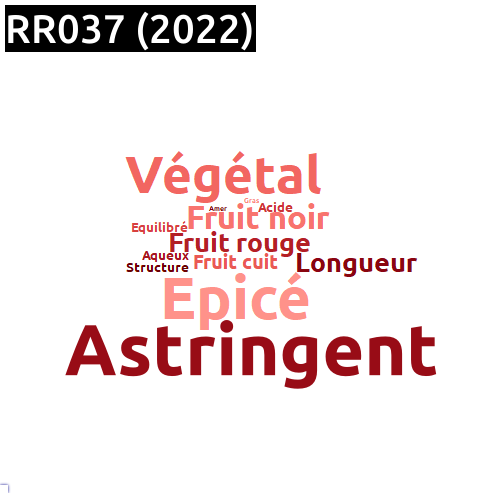 RR037 (2022)
Végétal
Gras
Amer Acide
Fruit noir
Equilibré
Fruit rouge
Aqueux
Fruit cuit Longueur
Structure
Epicé
Astringent